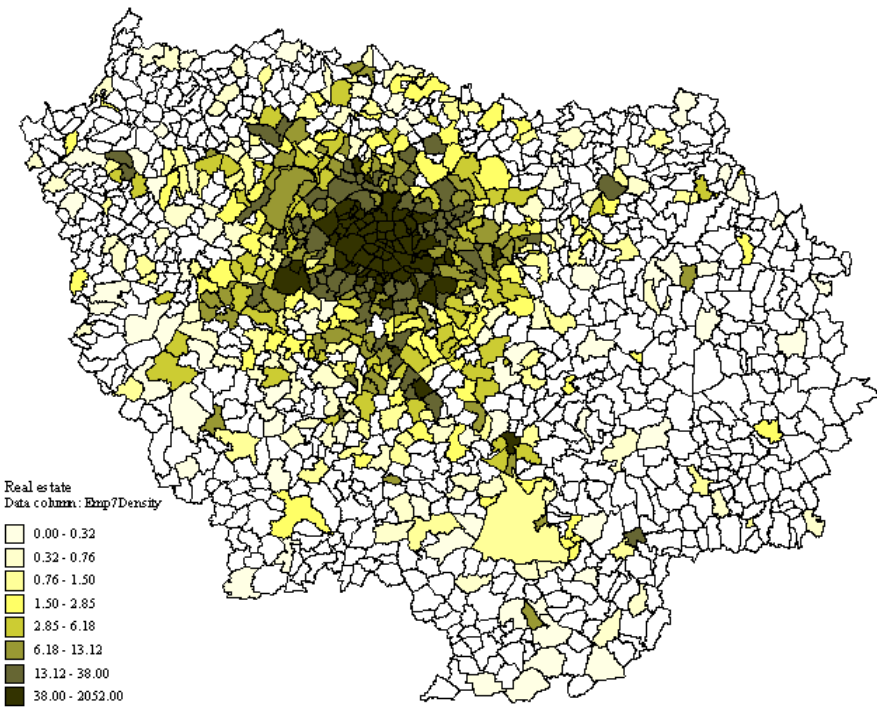 Real estate
Data column: Emp7Density
0.00 - 0.32
0.32 - 0.76
0.76 - 1.50
1.50 - 2.85
2.85 - 6.18
6.18 - 13.12
13.12 - 38.00
38.00 - 2052.00